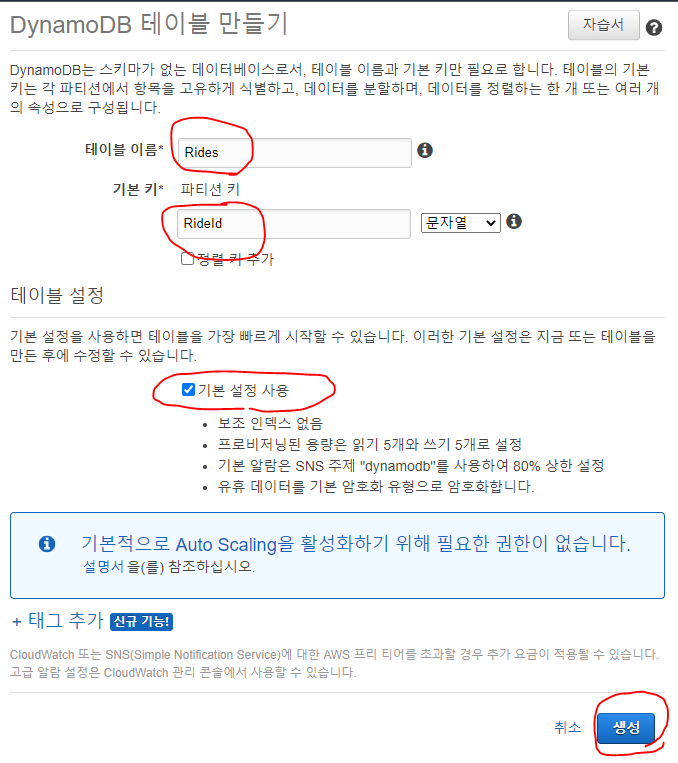 DynamoDB 테이블 만들기
자습서
DynamoDB는 스키마가 없는 데이터베이스로서, 테이블 이름과 기본 키만 필요로 합니다. 테이블의 기본
키는 각 파티션에서 항목을 고유하게 식별하고, 데이터를 분할하며, 데이터를 정렬하는 한 개 또는 여러 개
의 속성으로 구성됩니다.
테이블 이름* Rides
기본 키* 파티션 키
RideId 문자열
정렬 키 추가
테이블 설정
기본 설정을 사용하면 테이블을 가장 빠르게 시작할 수 있습니다. 이러한 기본 설정은 지금 또는 테이블을
만든 후에 수정할 수 있습니다.
기본 설정 사용
• 보조 인덱스 없음
• 프로비저닝된 용량은 읽기 5개와 쓰기 5개로 설정
• 기본 알람은 SNS 주제 "dynamodb"를 사용하여 80% 상한 설정
• 유휴 데이터를 기본 암호화 유형으로 암호화합니다.
기본적으로 Auto Scaling을 활성화하기 위해 필요한 권한이 없습니다.
설명서을(를) 참조하십시오.
+ 태그 추가 신규 기능!
CloudWatch 또는 SNS(Simple Notification Service)에 대한 AWS 프리 티어를 초과할 경우 추가 요금이 적용될 수 있습니다.
고급 알람 설정은 CloudWatch 관리 콘솔에서 사용할 수 있습니다.
취소 생성